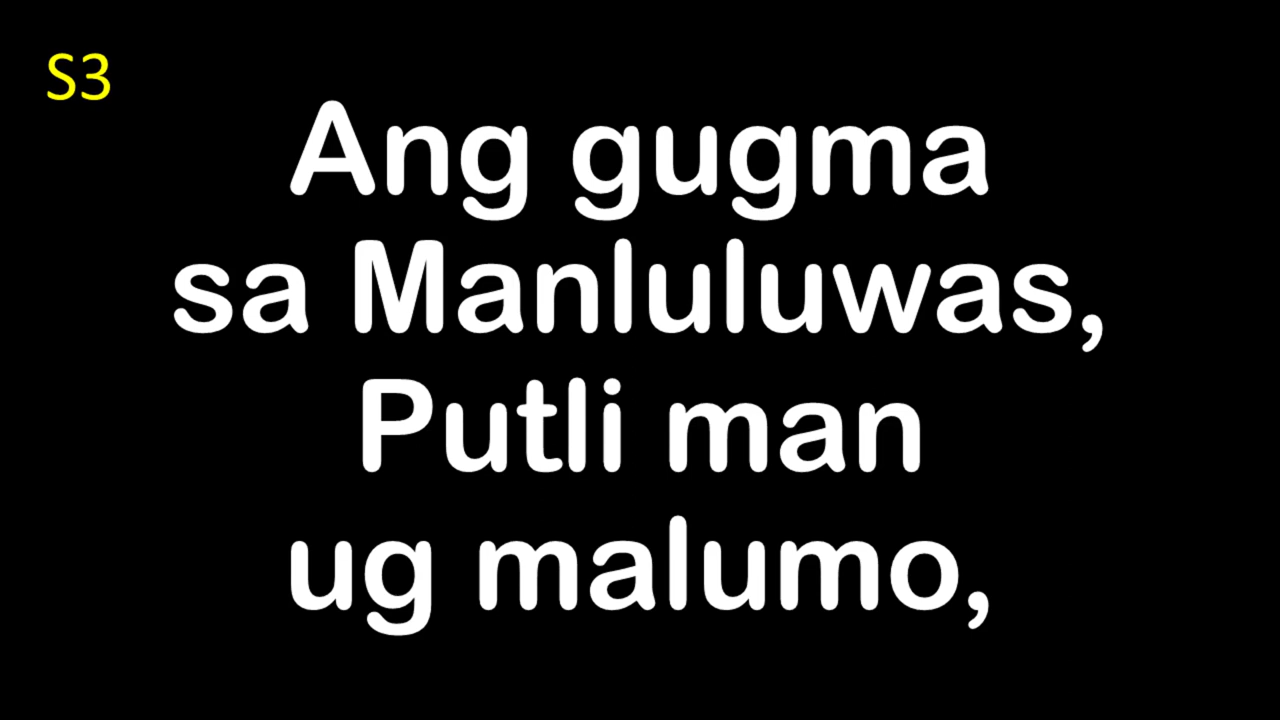 S3
Ang gugma
sa Manluluwas,
Putli man
ug malumo,